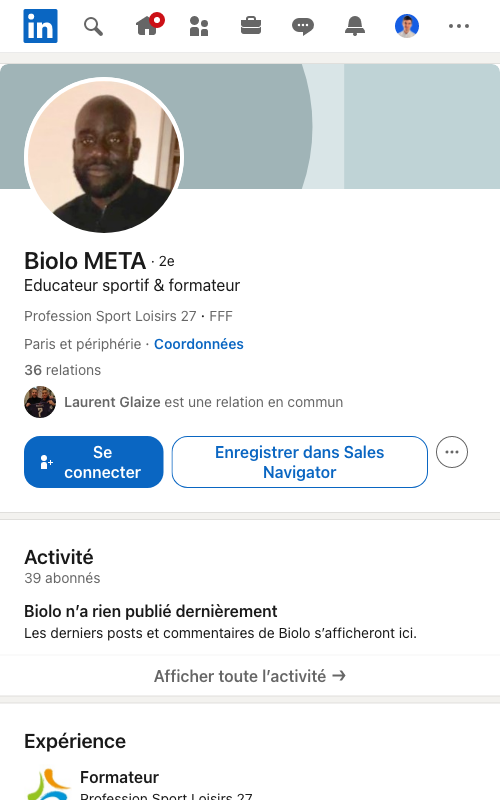 in
Biolo META · 2e
Educateur sportif & formateur
Profession Sport Loisirs 27 · FFF
Paris et périphérie · Coordonnées
36 relations
Laurent Glaize est une relation en commun
Se
connecter
Enregistrer dans Sales
Navigator
Activité
39 abonnés
Biolo n’a rien publié dernièrement
Les derniers posts et commentaires de Biolo s’afficheront ici.
Afficher toute l’activité →
Expérience
Formateur
Profession Sport Loisirs 27